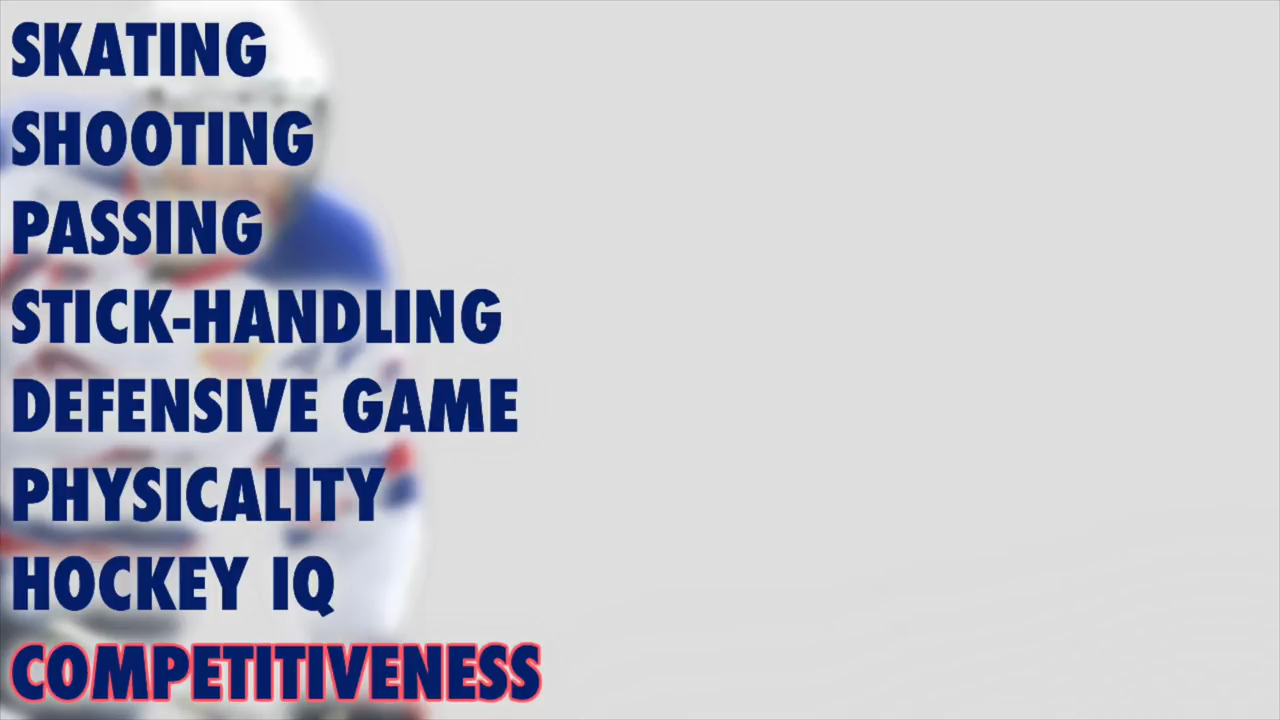 SKATING
SHOOTING
PASSING
STICK-HANDLING
DEFENSIVE GAME
PHYSICALITY
HOCKEY IQ
COMPETITIVENESS